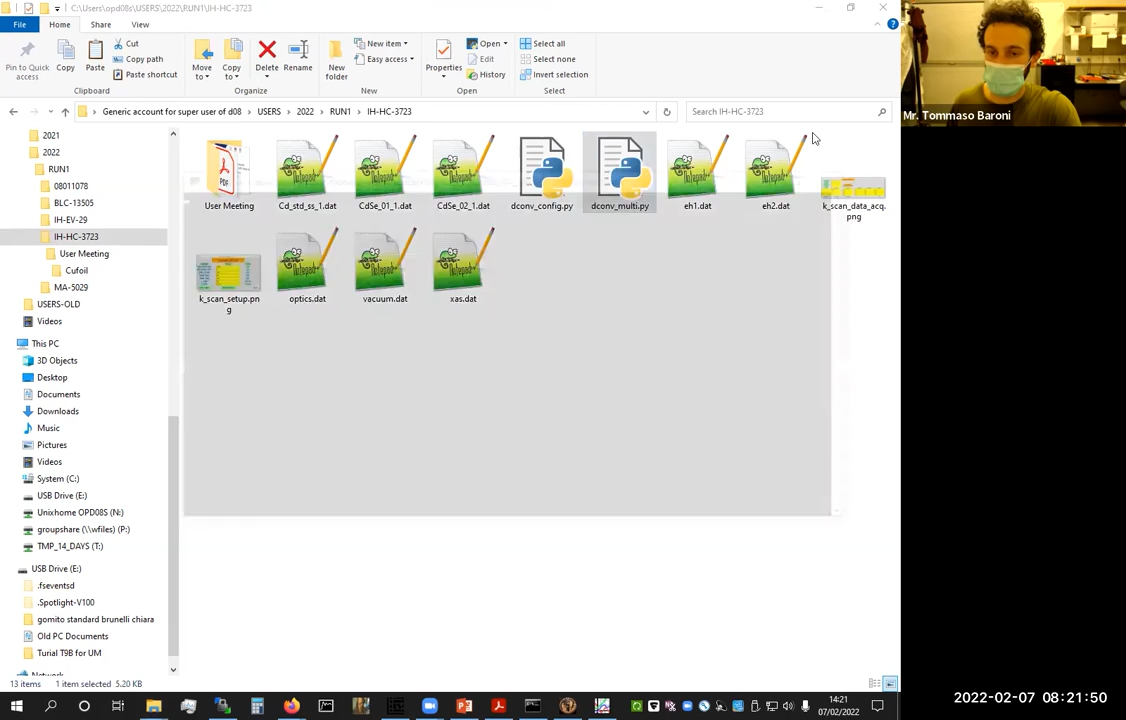 C:\Users\opd08s\USERS\2022\RUN1\IH-HC-3723
File Home Share View
Pin to Quick access
Copy
Paste
Cut
Copy path
Paste shortcut
Move to
Copy to
Delete
Rename
New folder
New item
Easy access
Properties
Open
Edit
History
Select all
Select none
Invert selection
Clipboard Organize New Open Select
Generic account for super user of d08 > USERS > 2022 > RUN1 > IH-HC-3723
Search IH-HC-3723
2021
2022
RUN1
08011078
BLC-13505
IH-EV-29
IH-HC-3723
User Meeting
Cufoil
MA-5029
USERS-OLD
Videos
This PC
3D Objects
Desktop
Documents
Downloads
Music
Pictures
Videos
System (C:)
USB Drive (E:)
Unixhome OPD08S (N:)
groupshare (\\wfiles) (P:)
TMP_14_DAYS (T:)
USB Drive (E:)
.fseventsd
.Spotlight-V100
gomito standard brunelli chiara
Old PC Documents
Turial T9B for UM
Network
User Meeting
Cd_std_ss_1.dat
CdSe_01_1.dat
CdSe_02_1.dat
dconv_config.py
dconv_multi.py
eh1.dat
eh2.dat
k_scan_data_acq.
png
k_scan_setup.pn
g
optics.dat
vacuum.dat
xas.dat
13 items 1 item selected 5.20 KB
Mr. Tommaso Baroni
14:21
07/02/2022
2022-02-07 08:21:50